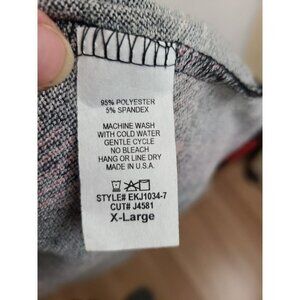 95% POLYESTER
5% SPANDEX
MACHINE WASH
WITH COLD WATER
GENTLE CYCLE
NO BLEACH
HANG OR LINE DRY
MADE IN U.S.A.
STYLE# EKJ1034-7
CUT# J4581
X-Large